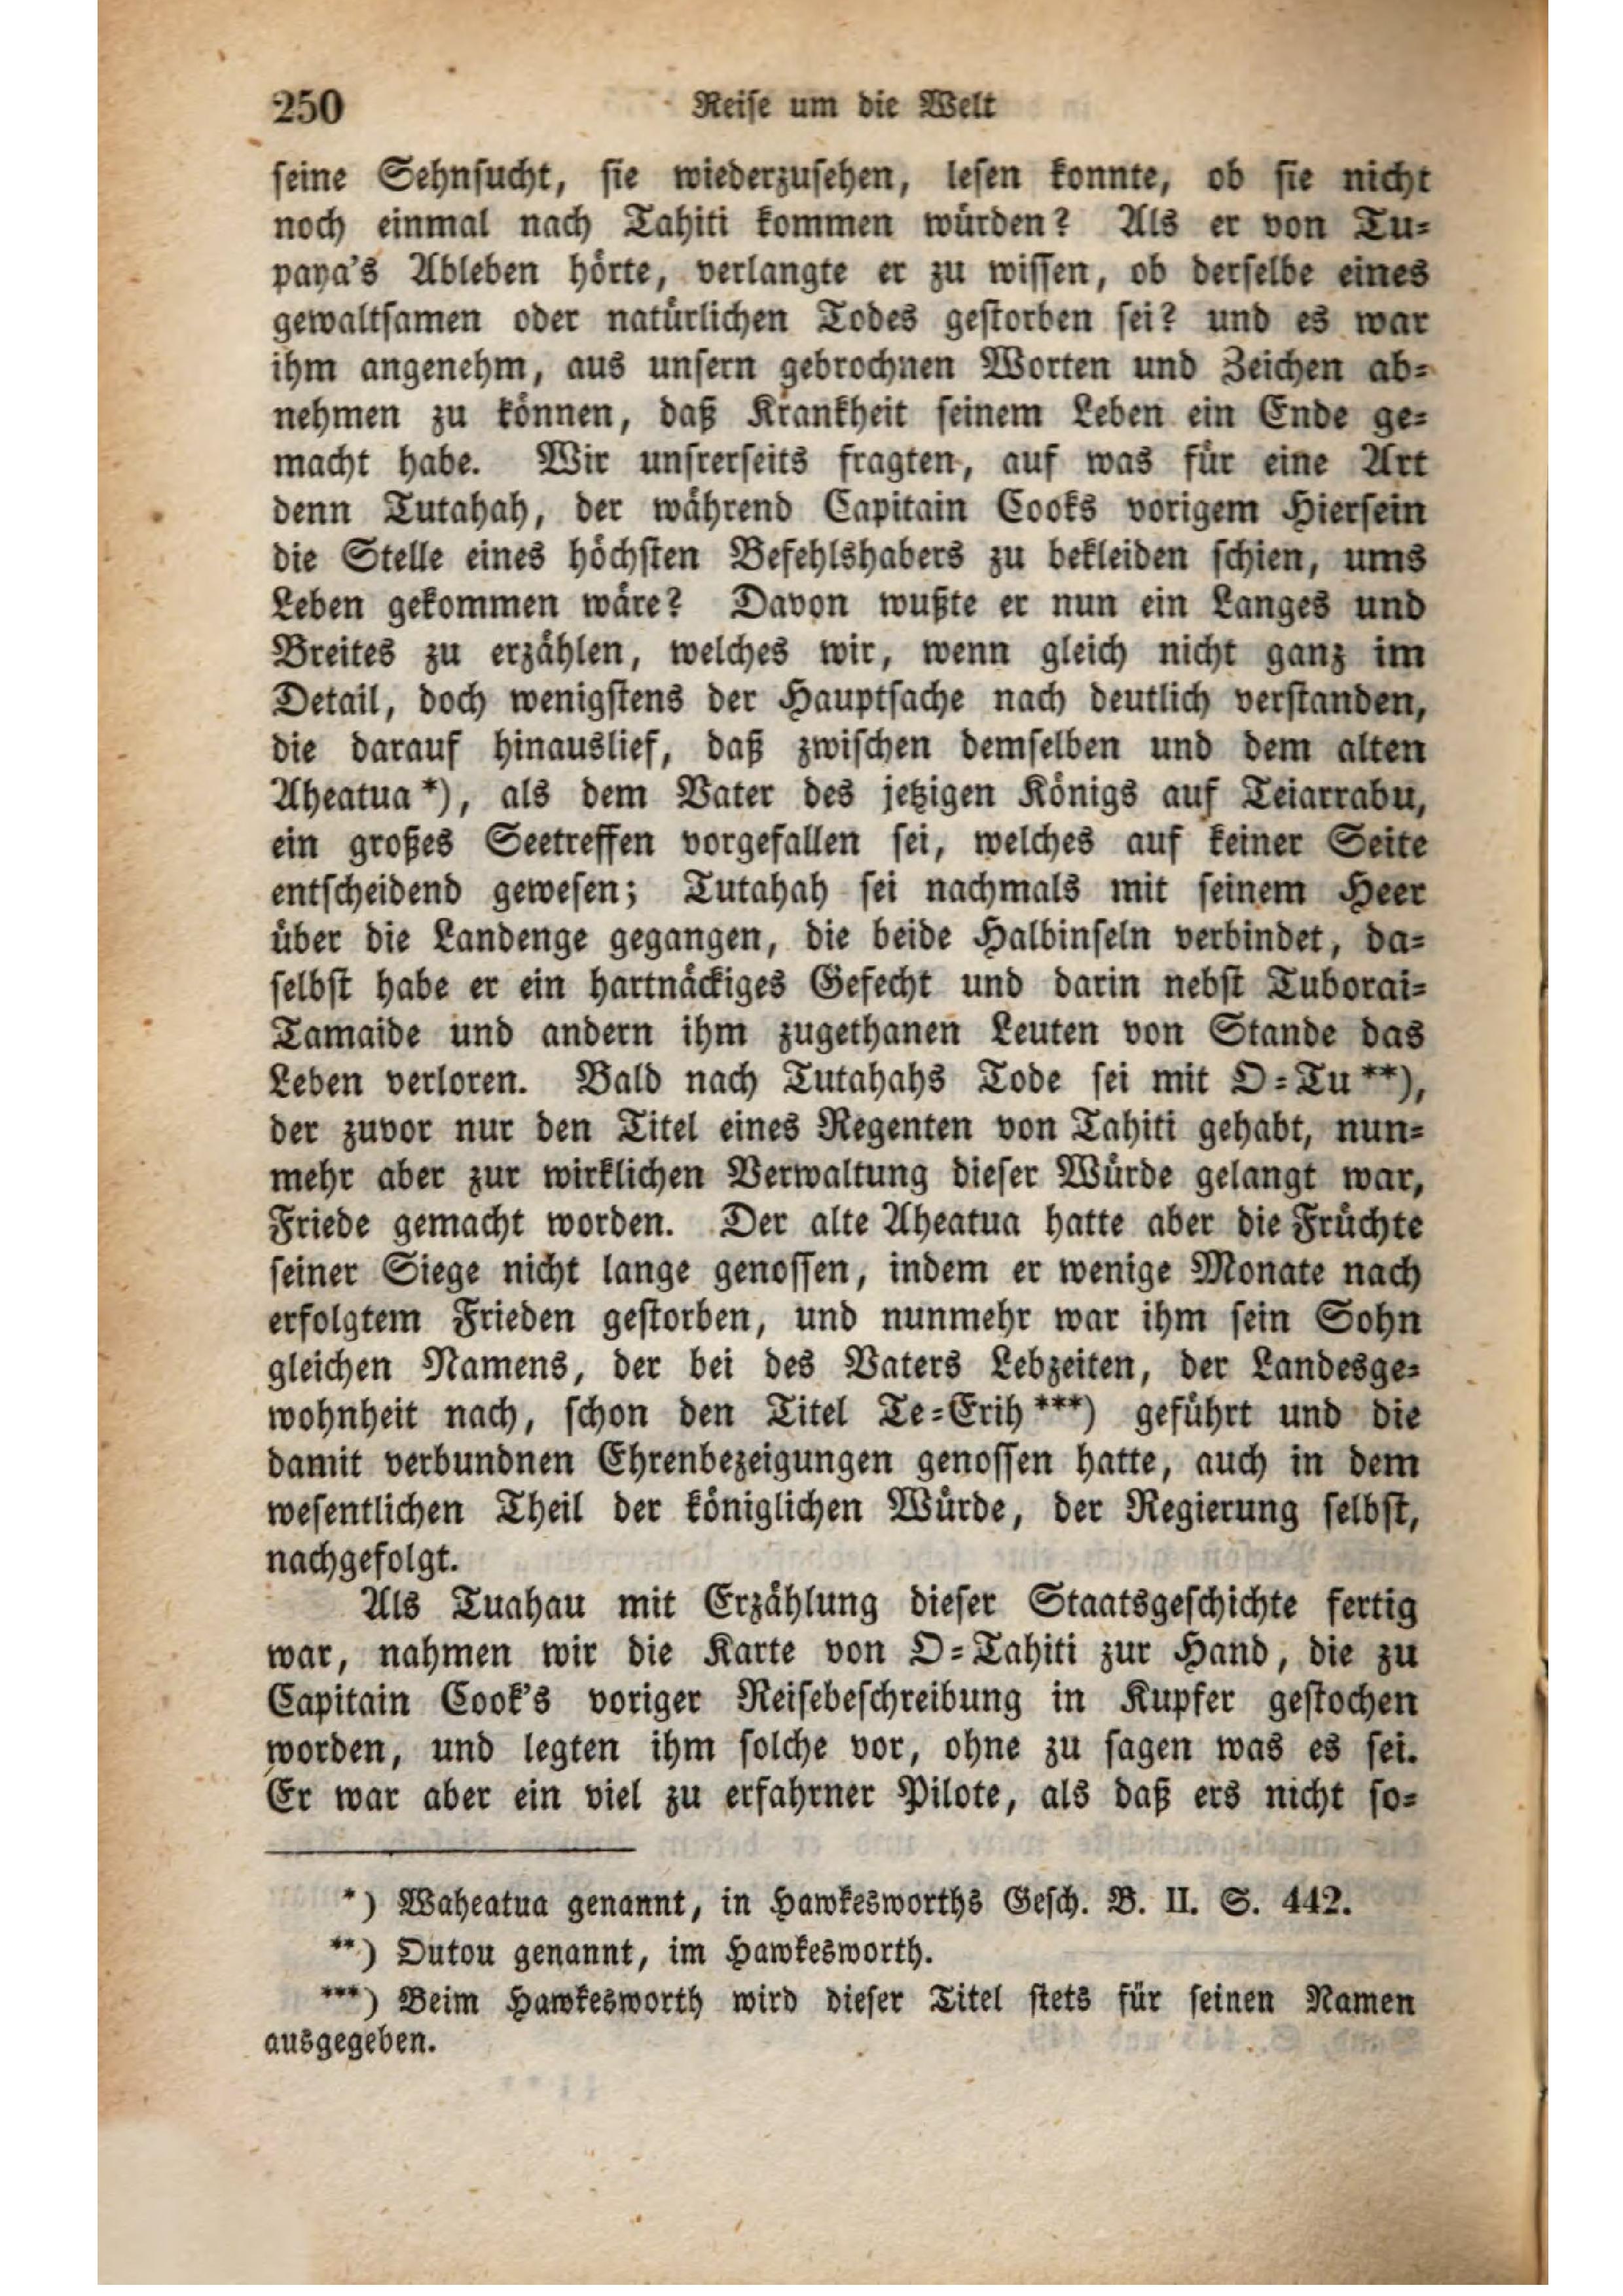 250 Reise um die Welt
seine Sehnsucht, sie wiederzusehen, lesen konnte, ob sie nicht
noch einmal nach Tahiti kommen würden? Als er von Tu-
paya's Ableben hörte, verlangte er zu wissen, ob derselbe eines
gewaltsamen oder natürlichen Todes gestorben sei? und es war
ihm angenehm, aus unsern gebrochnen Worten und Zeichen ab-
nehmen zu können, daß Krankheit seinem Leben ein Ende ge-
macht habe. Wir unsrerseits fragten, auf was für eine Art
denn Tutahah, der während Capitain Cooks vorigem Hiersein
die Stelle eines höchsten Befehlshabers zu bekleiden schien, ums
Leben gekommen wäre? Davon wußte er nun ein Langes und
Breites zu erzählen, welches wir, wenn gleich nicht ganz im
Detail, doch wenigstens der Hauptsache nach deutlich verstanden,
die darauf hinauslief, daß zwischen demselben und dem alten
Aheatua *), als dem Vater des jetzigen Königs auf Teiarrabu,
ein großes Seetreffen vorgefallen sei, welches auf keiner Seite
entscheidend gewesen; Tutahah sei nachmals mit seinem Heer
über die Landenge gegangen, die beide Halbinseln verbindet, da-
selbst habe er ein hartnäckiges Gefecht und darin nebst Tuborai-
Tamaide und andern ihm zugethanen Leuten von Stande das
Leben verloren. Bald nach Tutahahs Tode sei mit O-Tu **),
der zuvor nur den Titel eines Regenten von Tahiti gehabt, nun-
mehr aber zur wirklichen Verwaltung dieser Würde gelangt war,
Friede gemacht worden. Der alte Aheatua hatte aber die Früchte
seiner Siege nicht lange genossen, indem er wenige Monate nach
erfolgtem Frieden gestorben, und nunmehr war ihm sein Sohn
gleichen Namens, der bei des Vaters Lebzeiten, der Landesge-
wohnheit nach, schon den Titel Te-Erih ***) geführt und die
damit verbundnen Ehrenbezeigungen genossen hatte, auch in dem
wesentlichen Theil der königlichen Würde, der Regierung selbst,
nachgefolgt.
Als Tuahau mit Erzählung dieser Staatsgeschichte fertig
war, nahmen wir die Karte von O-Tahiti zur Hand, die zu
Capitain Cook's voriger Reisebeschreibung in Kupfer gestochen
worden, und legten ihm solche vor, ohne zu sagen was es sei.
Er war aber ein viel zu erfahrner Pilote, als daß ers nicht so-
*) Waheatua genannt, in Hawkesworths Gesch. B. II. S. 442.
**) Outou genannt, im Hawkesworth.
***) Beim Hawkesworth wird dieser Titel stets für seinen Namen
ausgegeben.